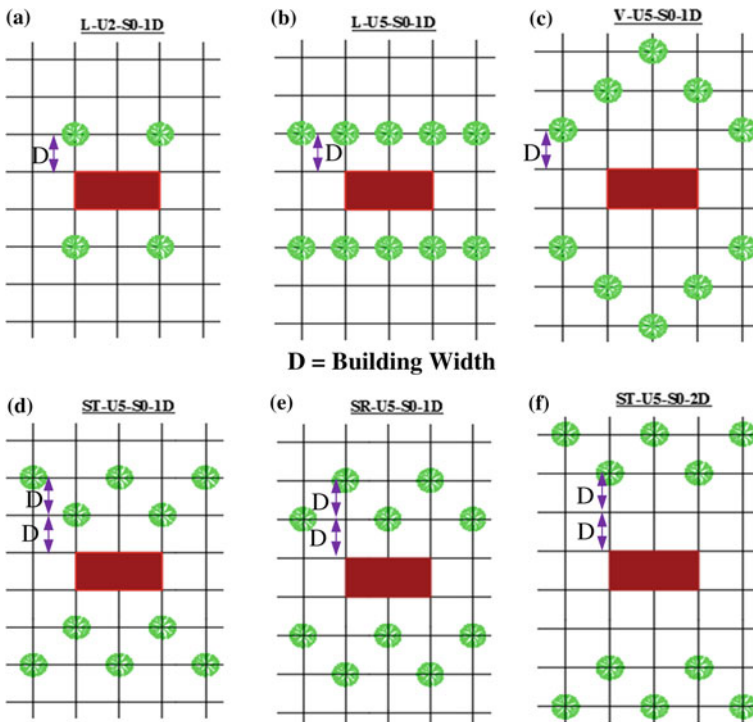 (a)
L-U2-S0-1D
D
(b)
L-U5-S0-1D
D
(c)
V-U5-S0-1D
D
D = Building Width
(d)
ST-U5-S0-1D
D
D
(e)
SR-U5-S0-1D
D
D
(f)
ST-U5-S0-2D
D
D